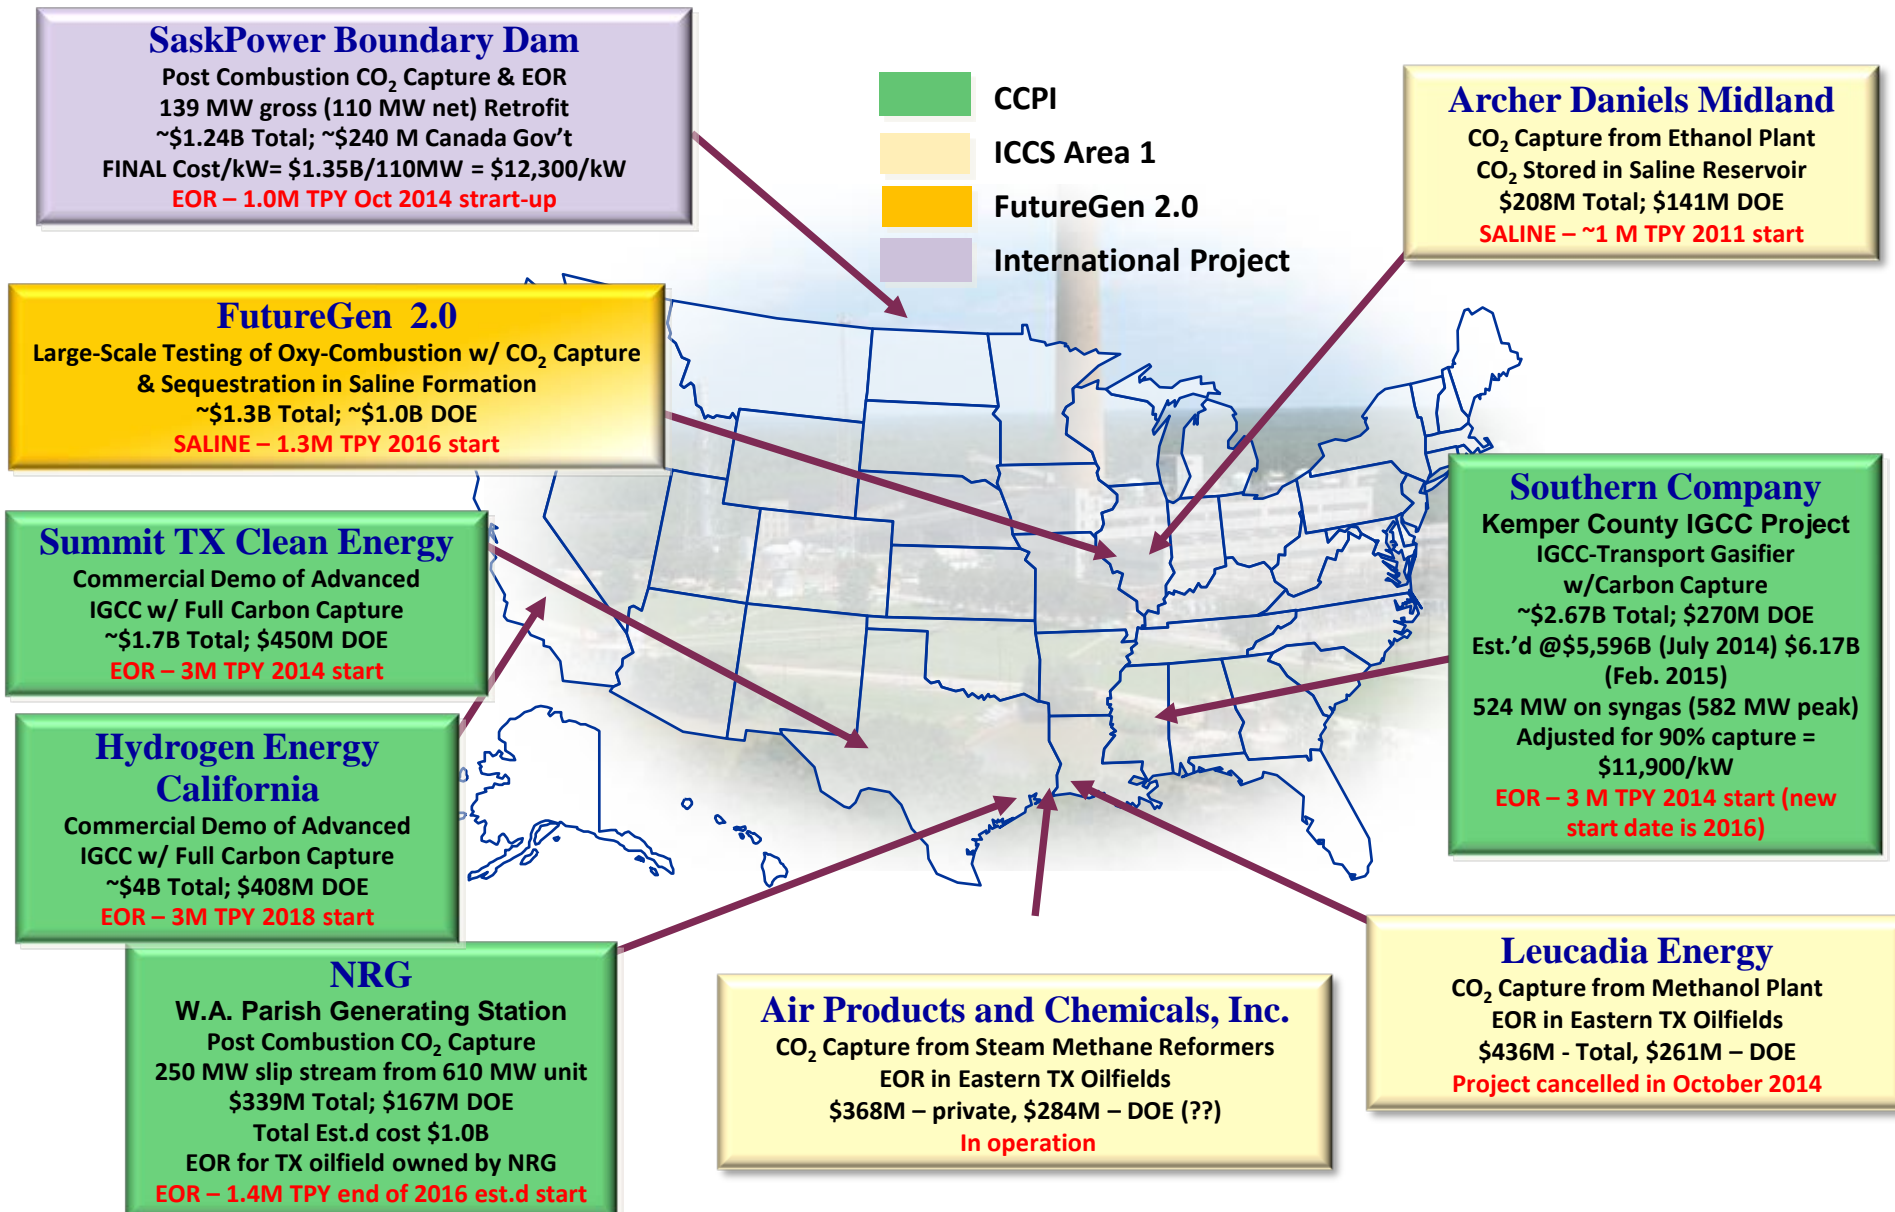 SaskPower Boundary Dam
Post Combustion CO₂ Capture & EOR
139 MW gross (110 MW net) Retrofit
~$1.24B Total; ~$240 M Canada Gov't
FINAL Cost/kW= $1.35B/110MW = $12,300/kW
EOR – 1.0M TPY Oct 2014 strart-up
CCPI
ICCS Area 1
FutureGen 2.0
International Project
Archer Daniels Midland
CO₂ Capture from Ethanol Plant
CO₂ Stored in Saline Reservoir
$208M Total; $141M DOE
SALINE – ~1 M TPY 2011 start
FutureGen 2.0
Large-Scale Testing of Oxy-Combustion w/ CO₂ Capture
& Sequestration in Saline Formation
~$1.3B Total; ~$1.0B DOE
SALINE – 1.3M TPY 2016 start
Summit TX Clean Energy
Commercial Demo of Advanced
IGCC w/ Full Carbon Capture
~$1.7B Total; $450M DOE
EOR – 3M TPY 2014 start
Southern Company
Kemper County IGCC Project
IGCC-Transport Gasifier
w/Carbon Capture
~$2.67B Total; $270M DOE
Est.'d @$5,596B (July 2014) $6.17B
(Feb. 2015)
524 MW on syngas (582 MW peak)
Adjusted for 90% capture =
$11,900/kW
EOR – 3 M TPY 2014 start (new
start date is 2016)
Hydrogen Energy
California
Commercial Demo of Advanced
IGCC w/ Full Carbon Capture
~$4B Total; $408M DOE
EOR – 3M TPY 2018 start
NRG
W.A. Parish Generating Station
Post Combustion CO₂ Capture
250 MW slip stream from 610 MW unit
$339M Total; $167M DOE
Total Est.d cost $1.0B
EOR for TX oilfield owned by NRG
EOR – 1.4M TPY end of 2016 est.d start
Air Products and Chemicals, Inc.
CO₂ Capture from Steam Methane Reformers
EOR in Eastern TX Oilfields
$368M – private, $284M – DOE (??)
In operation
Leucadia Energy
CO₂ Capture from Methanol Plant
EOR in Eastern TX Oilfields
$436M - Total, $261M – DOE
Project cancelled in October 2014